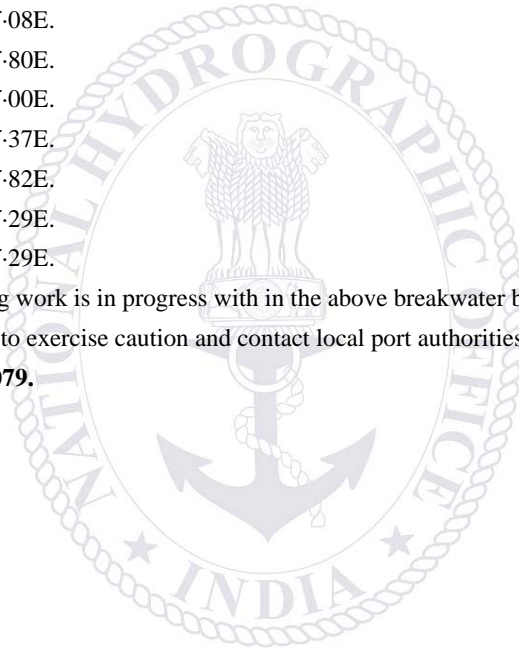 '·08E.
'·80E.
'·00E.
'·37E.
'·82E.
'·29E.
'·29E.
g work is in progress with in the above breakwater b
to exercise caution and contact local port authorities
079.
NATIONAL HYDROGRAPHIC OFFICE
INDIA